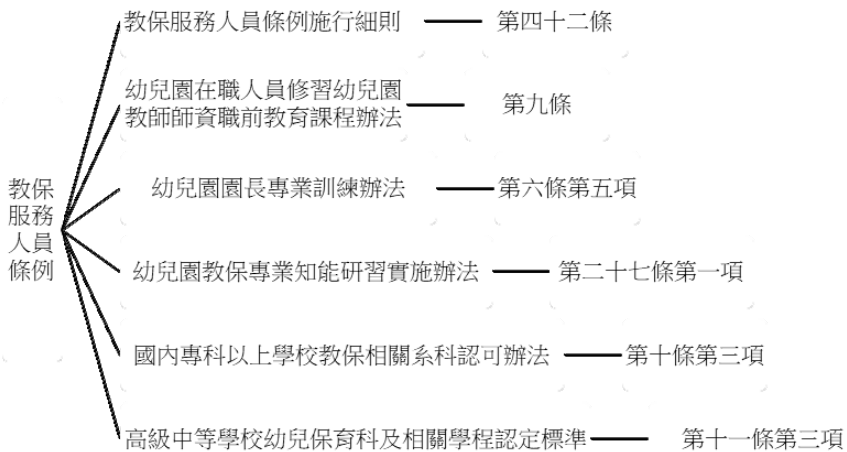 教保
服務
人員
條例
教保服務人員條例施行細則
第四十二條
幼兒園在職人員修習幼兒園
教師師資職前教育課程辦法
第九條
幼兒園園長專業訓練辦法
第六條第五項
幼兒園教保專業知能研習實施辦法
第二十七條第一項
國內專科以上學校教保相關系科認可辦法
第十條第三項
高級中等學校幼兒保育科及相關學程認定標準
第十一條第三項